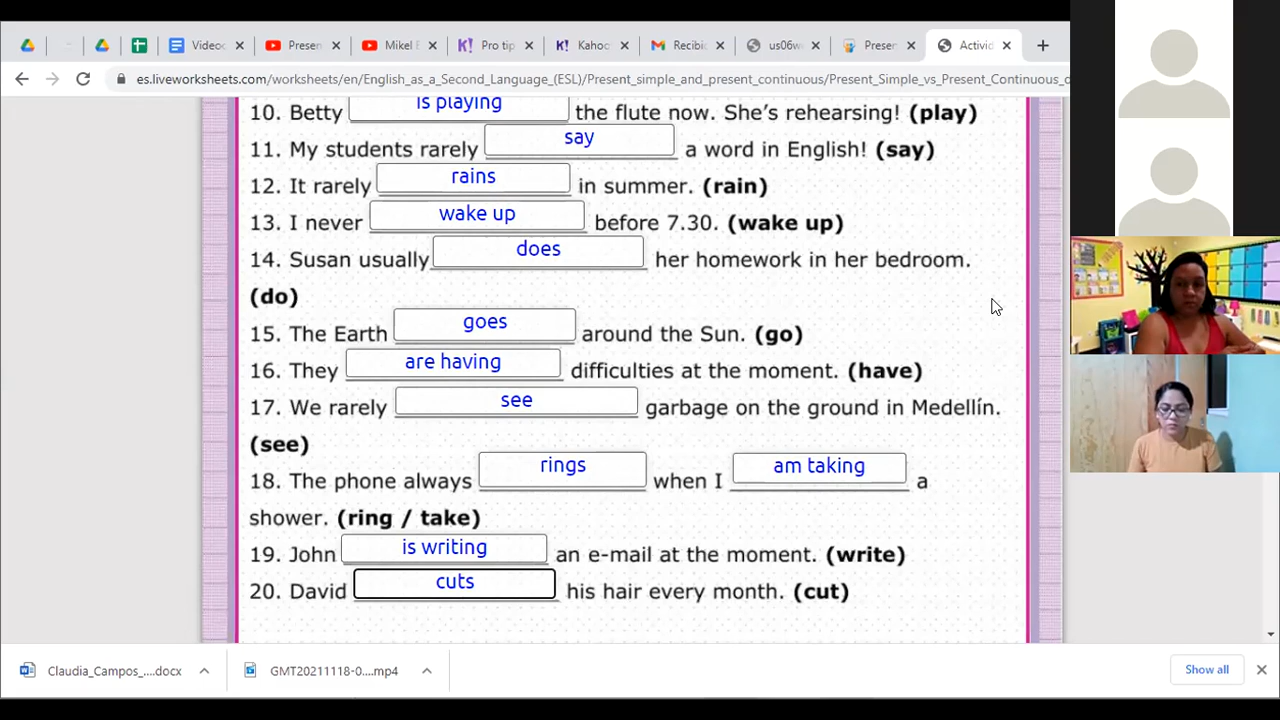 Videoc
Presen
Mikel F
Pro tip
Kahoo
Recibic
us06we
Presen
Activid
es.liveworksheets.com/worksheets/en/English_as_a_Second_Language_(ESL)/Present_simple_and_present_continuous/Present_Simple_vs_Present_Continuous_
10. Betty is playing the flute now. She's rehearsing! (play)
11. My students rarely say a word in English! (say)
12. It rarely rains in summer. (rain)
13. I never wake up before 7.30. (wake up)
14. Susan usually does her homework in her bedroom.
(do)
15. The Earth goes around the Sun. (go)
16. They are having difficulties at the moment. (have)
17. We rarely see garbage on the ground in Medellín.
(see)
18. The phone always rings when I am taking a
shower. (ring / take)
19. John is writing an e-mail at the moment. (write)
20. David cuts his hair every month. (cut)
Claudia_Campos_....docx
GMT20211118-0....mp4
Show all